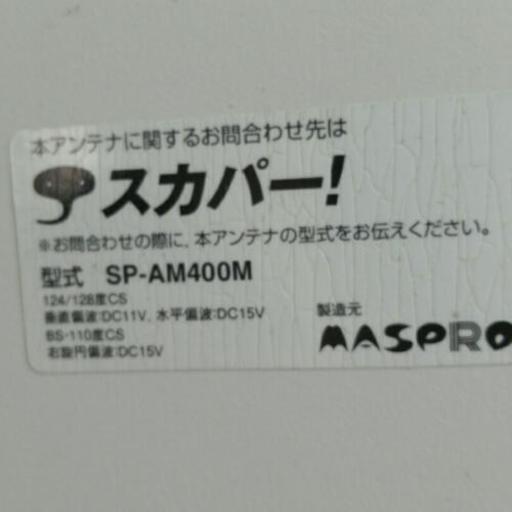 本アンテナに関するお問合わせ先は
スカパー!
※お問合わせの際に、本アンテナの型式をお伝えください。
型式 SP-AM400M
124/128度CS
垂直偏波:DC11V、水平偏波:DC15V
BS・110度CS
右旋円偏波:DC15V
製造元
MASPRO